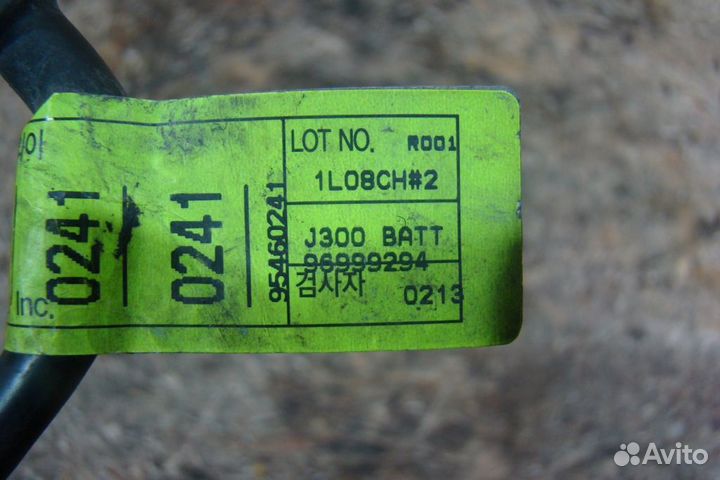 LOT NO. R001
1L08CH#2
J300 BATT
96999294
검사자 0213
95460241
0241
0241
Inc.
Avito